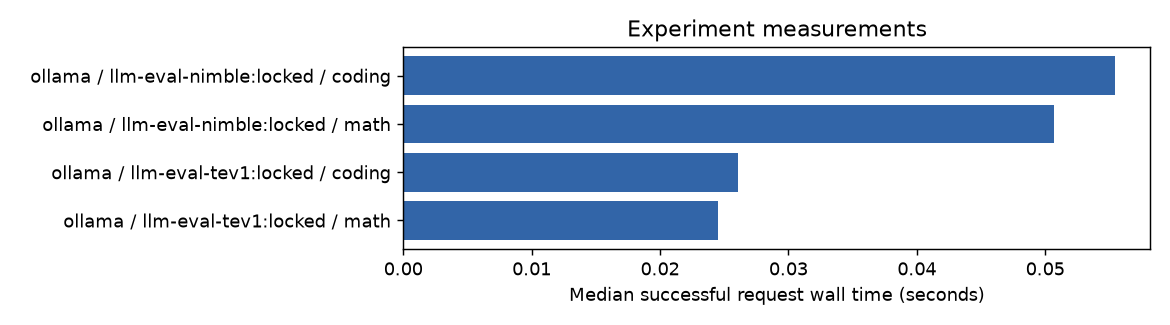 Experiment measurements
ollama / llm-eval-nimble:locked / coding
ollama / llm-eval-nimble:locked / math
ollama / llm-eval-tev1:locked / coding
ollama / llm-eval-tev1:locked / math
0.00 0.01 0.02 0.03 0.04 0.05
Median successful request wall time (seconds)